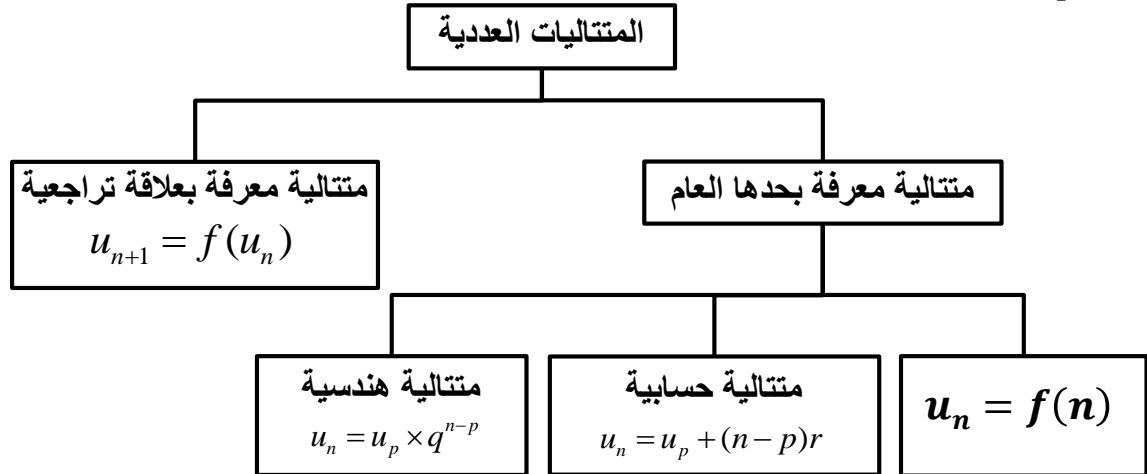 المتتاليات العددية
متتالية معرفة بحدها العام
متتالية معرفة بعلاقة تراجعية
u_{n+1} = f(u_n)
u_n = f(n)
متتالية حسابية
u_n = u_p + (n − p)r
متتالية هندسية
u_n = u_p × q^{n−p}